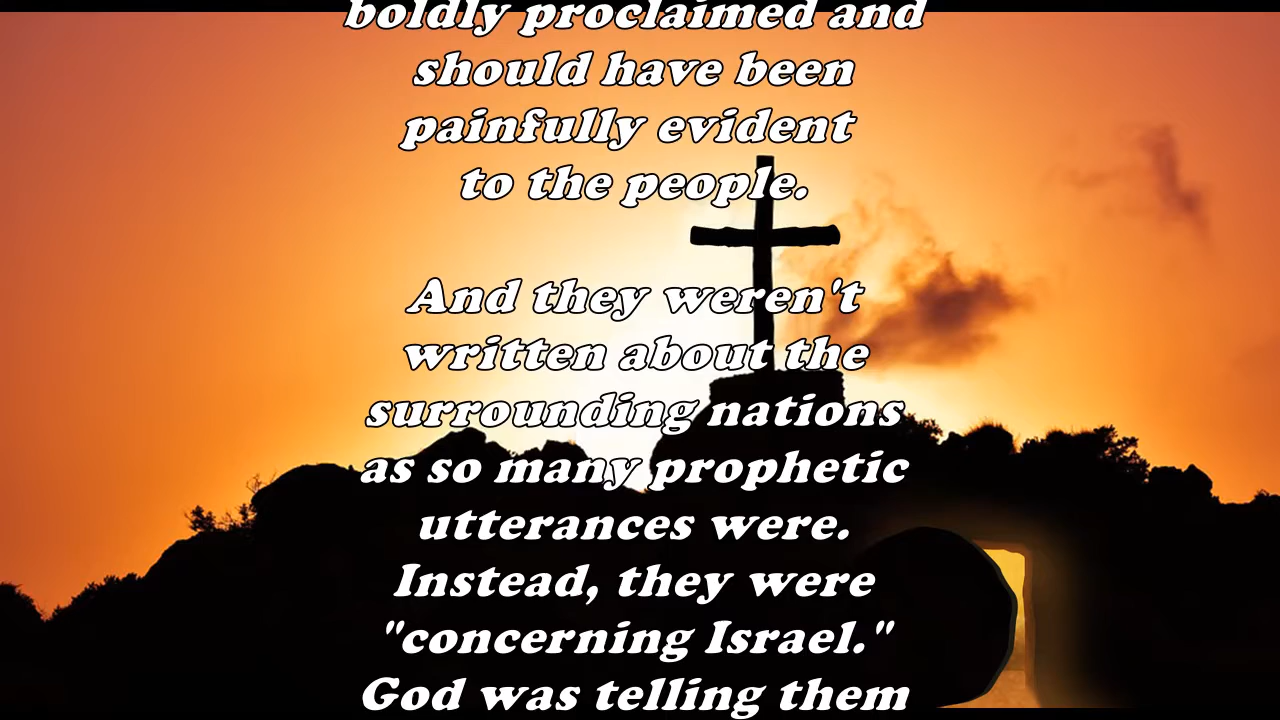 boldly proclaimed and
should have been
painfully evident
to the people.
And they weren't
written about the
surrounding nations
as so many prophetic
utterances were.
Instead, they were
"concerning Israel."
God was telling them